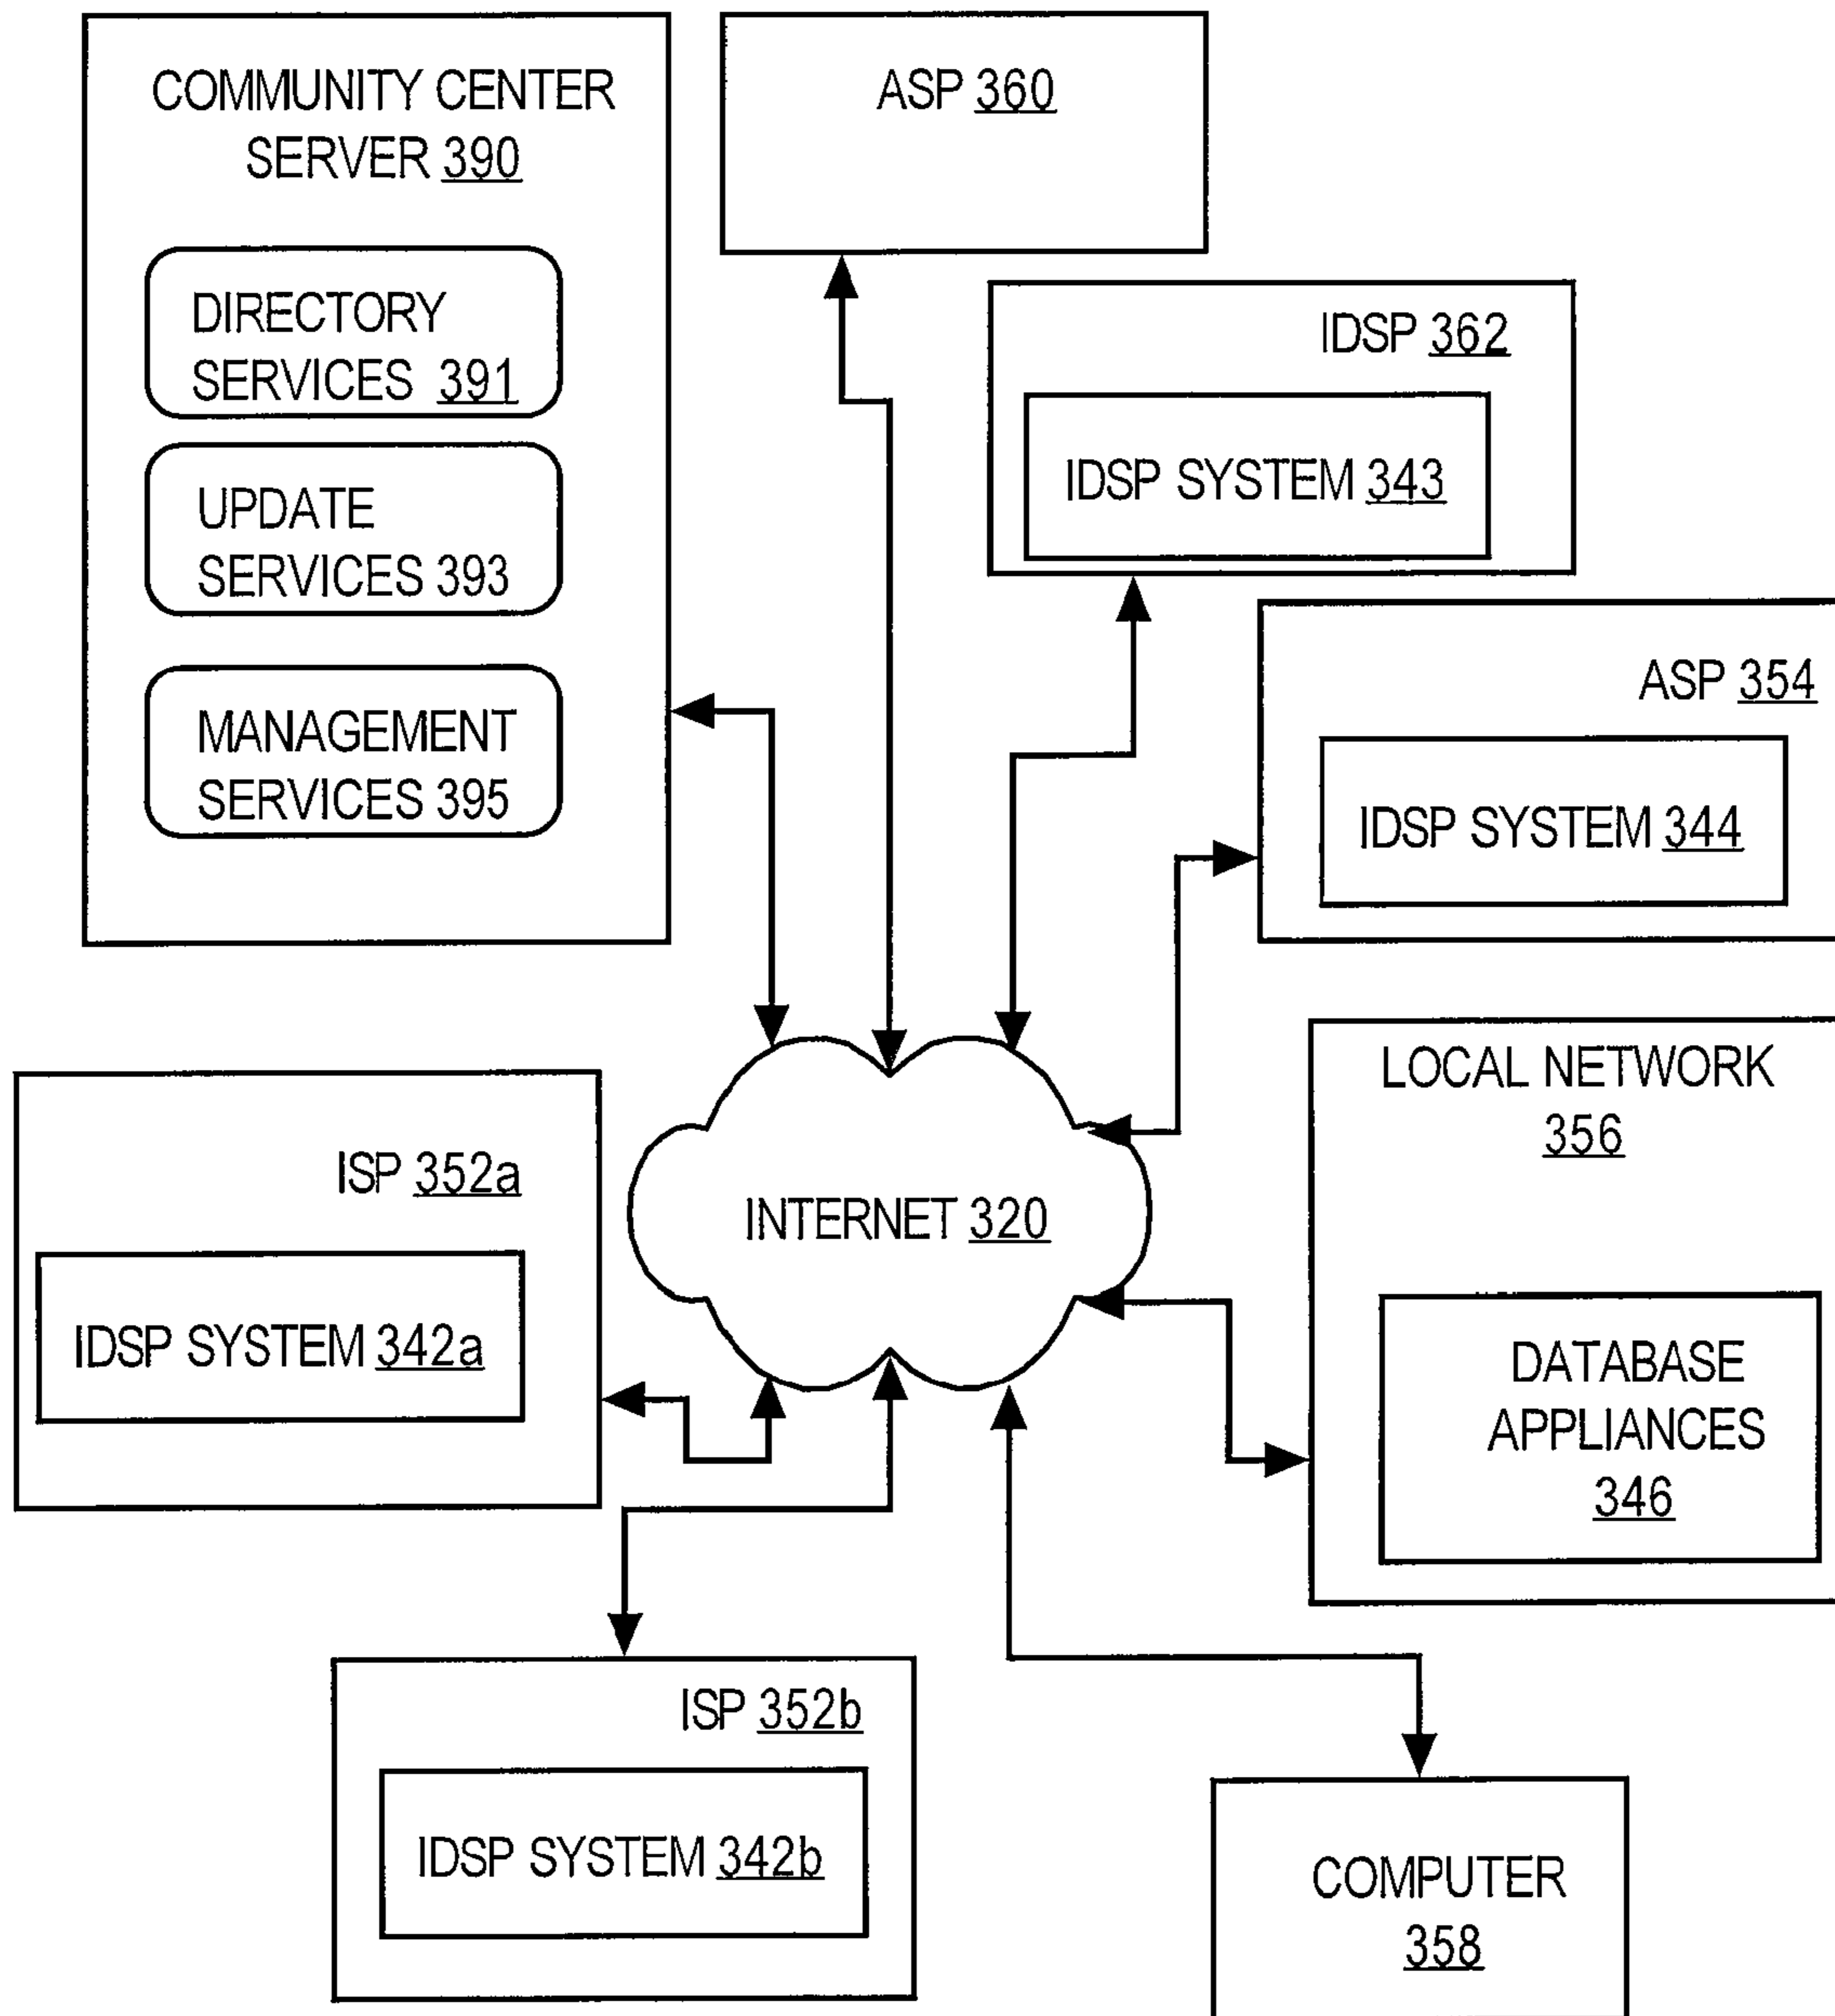 COMMUNITY CENTER
SERVER 390
DIRECTORY
SERVICES 391
UPDATE
SERVICES 393
MANAGEMENT
SERVICES 395
ASP 360
IDSP 362
IDSP SYSTEM 343
ASP 354
IDSP SYSTEM 344
LOCAL NETWORK
356
DATABASE
APPLIANCES
346
INTERNET 320
ISP 352a
IDSP SYSTEM 342a
ISP 352b
IDSP SYSTEM 342b
COMPUTER
358